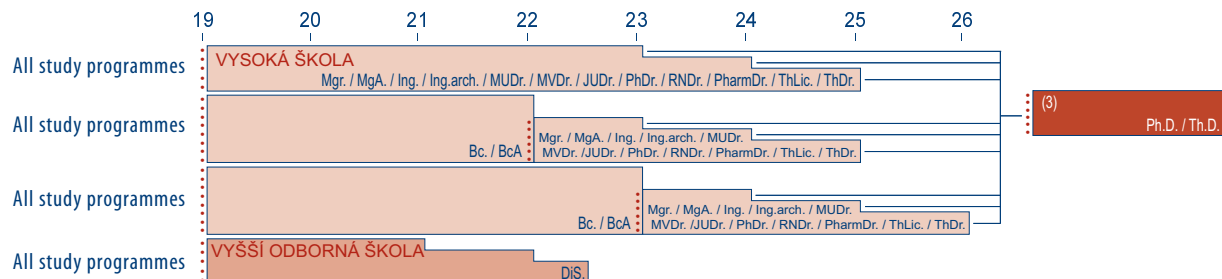 19 20 21 22 23 24 25 26
All study programmes
VYSOKÁ ŠKOLA
Mgr. / MgA. / Ing. / Ing.arch. / MUDr. / MVDr. / JUDr. / PhDr. / RNDr. / PharmDr. / ThLic. / ThDr.
(3)
Ph.D. / Th.D.
All study programmes
Bc. / BcA
Mgr. / MgA. / Ing. / Ing.arch. / MUDr.
MVDr. /JUDr. / PhDr. / RNDr. / PharmDr. / ThLic. / ThDr.
All study programmes
Bc. / BcA
Mgr. / MgA. / Ing. / Ing.arch. / MUDr.
MVDr. /JUDr. / PhDr. / RNDr. / PharmDr. / ThLic. / ThDr.
All study programmes
VYŠŠÍ ODBORNÁ ŠKOLA
DiS.